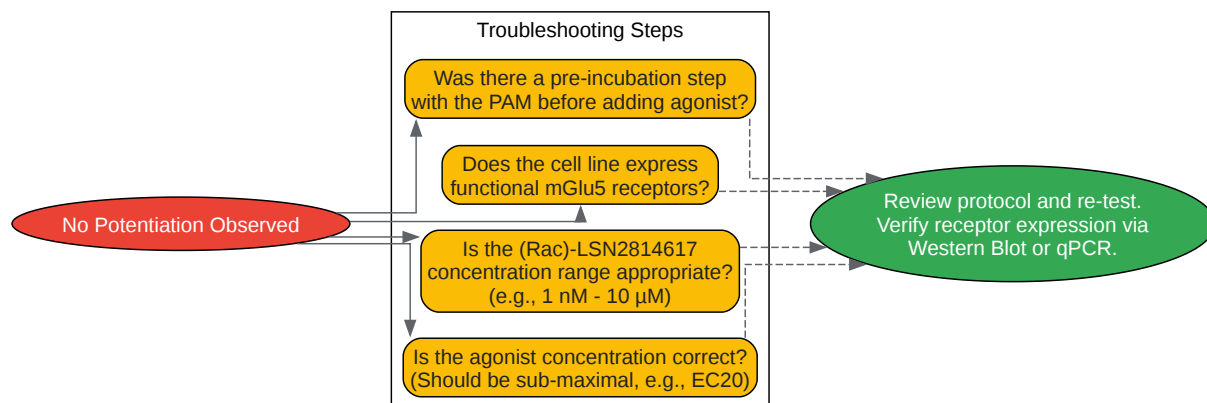 Troubleshooting Steps
Was there a pre-incubation step
with the PAM before adding agonist?
Does the cell line express
functional mGlu5 receptors?
No Potentiation Observed
Is the (Rac)-LSN2814617
concentration range appropriate?
(e.g., 1 nM - 10 µM)
Is the agonist concentration correct?
(Should be sub-maximal, e.g., EC20)
Review protocol and re-test.
Verify receptor expression via
Western Blot or qPCR.